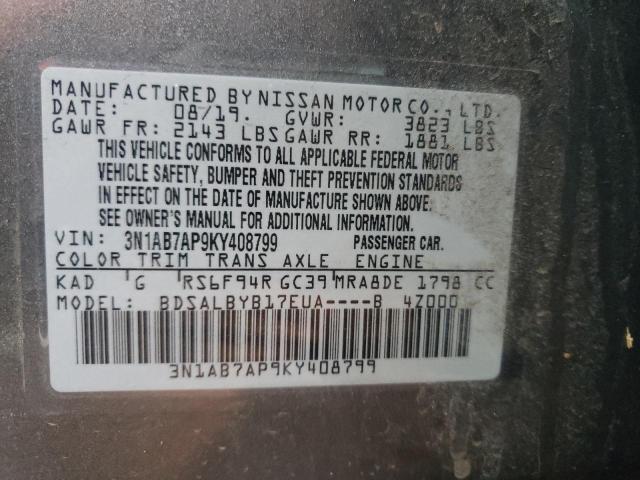 MANUFACTURED BY NISSAN MOTOR CO., LTD.
DATE: 08/19. GVWR: 3823 LBS
GAWR FR: 2143 LBS GAWR RR: 1881 LBS
THIS VEHICLE CONFORMS TO ALL APPLICABLE FEDERAL MOTOR
VEHICLE SAFETY, BUMPER AND THEFT PREVENTION STANDARDS
IN EFFECT ON THE DATE OF MANUFACTURE SHOWN ABOVE.
SEE OWNER'S MANUAL FOR ADDITIONAL INFORMATION.
VIN: 3N1AB7AP9KY408799 PASSENGER CAR.
COLOR TRIM TRANS AXLE ENGINE
KAD G RS6F94R GC39 MRA8DE 1798 CC
MODEL: BDSALBYB17EUA----B 4Z000
3N1AB7AP9KY408799